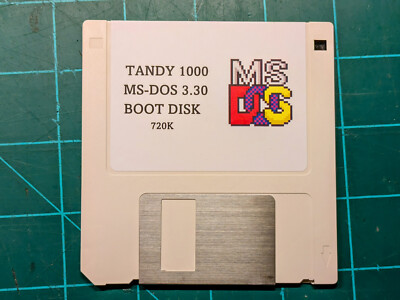 TANDY 1000
MS-DOS 3.30
BOOT DISK
720K
MS
DOS